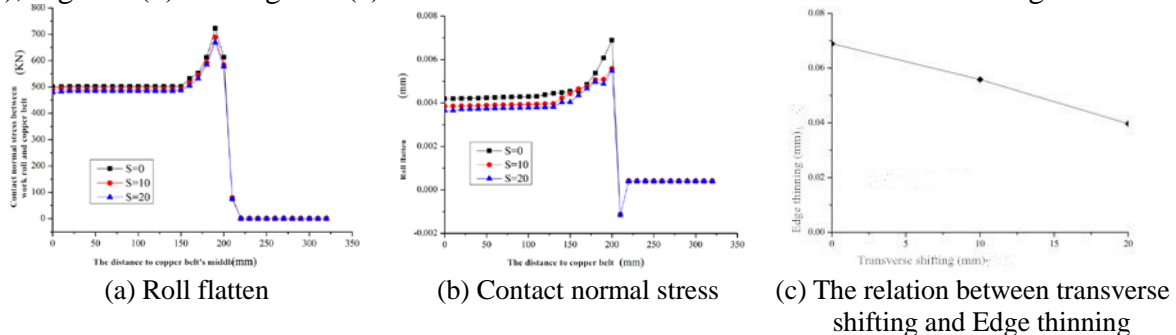 800
700
600
500
400
300
200
100
0
Contact normal stress between
work roll and copper belt
(KN)
S=0
S=10
S=20
0 50 100 150 200 250 300 350
The distance to copper belt's middle(mm)
(a) Roll flatten
0.008
0.006
0.004
0.002
0.000
-0.002
Roll flatten
(mm)
S=0
S=10
S=20
0 50 100 150 200 250 300 350
The distance to copper belt (mm)
(b) Contact normal stress
0.08
0.06
0.04
0.02
0.00
Edge thinning (mm)
0 5 10 15 20
Transverse shifting (mm)
(c) The relation between transverse
shifting and Edge thinning